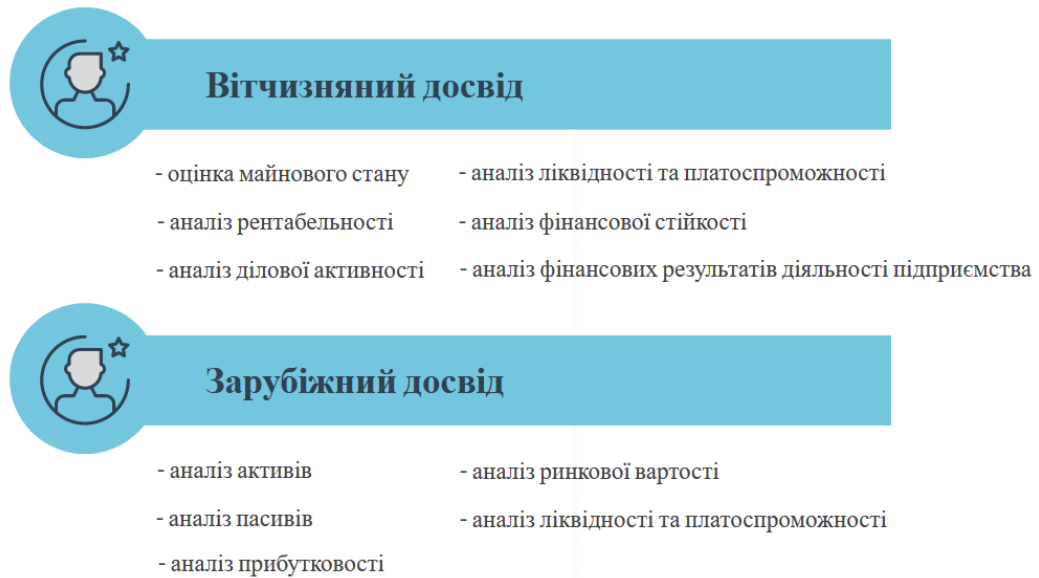 Вітчизняний досвід
- оцінка майнового стану
- аналіз ліквідності та платоспроможності
- аналіз рентабельності
- аналіз фінансової стійкості
- аналіз ділової активності
- аналіз фінансових результатів діяльності підприємства
Зарубіжний досвід
- аналіз активів
- аналіз ринкової вартості
- аналіз пасивів
- аналіз ліквідності та платоспроможності
- аналіз прибутковості